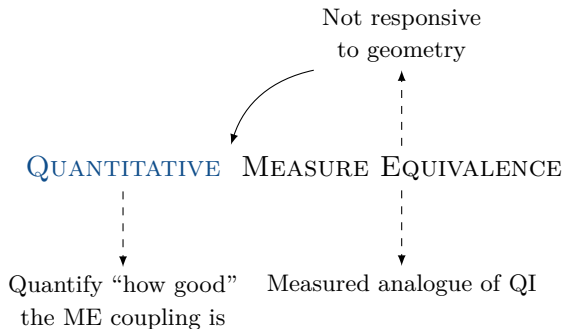 Not responsive
to geometry
QUANTITATIVE MEASURE EQUIVALENCE
Quantify “how good”
the ME coupling is
Measured analogue of QI